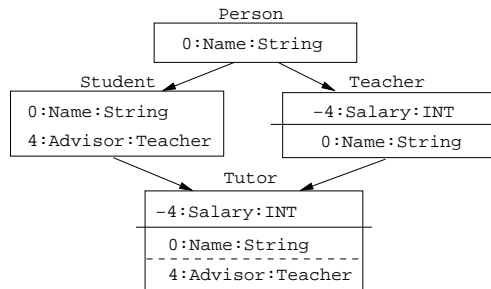 Person
0:Name:String
Student
0:Name:String
4:Advisor:Teacher
Teacher
-4:Salary:INT
0:Name:String
Tutor
-4:Salary:INT
0:Name:String
4:Advisor:Teacher